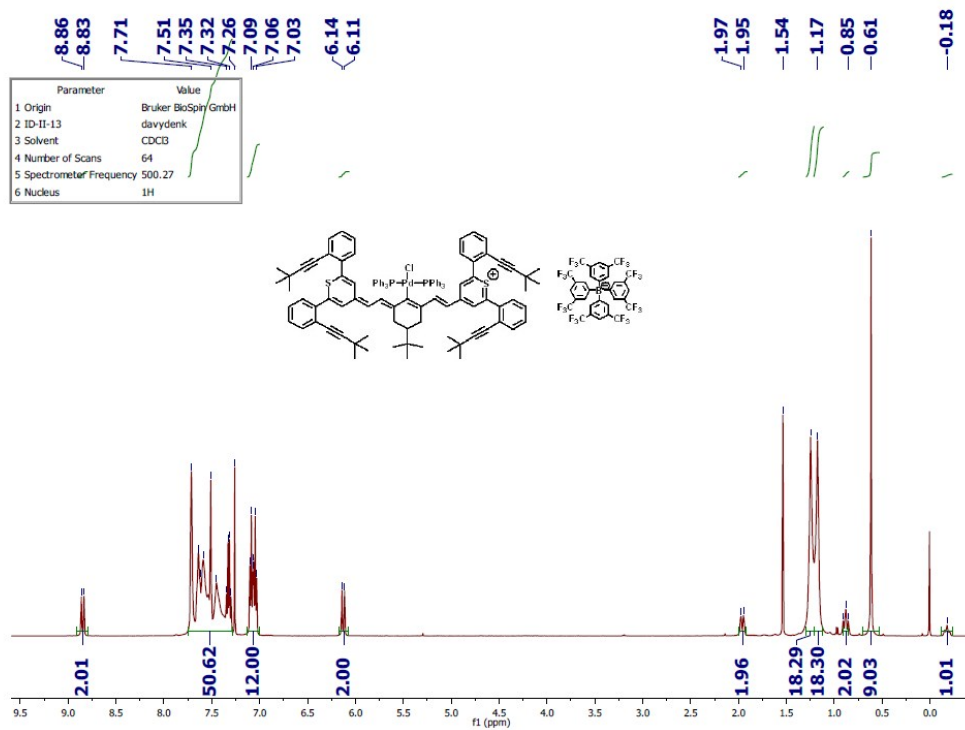 8.86
8.83
7.71
7.51
7.35
7.32
7.26
7.09
7.06
7.03
6.14
6.11
1.97
1.95
1.54
1.17
0.85
0.61
-0.18
Parameter Value
1 Origin Bruker BioSpin GmbH
2 ID-II-13 davydenk
3 Solvent CDCl3
4 Number of Scans 64
5 Spectrometer Frequency 500.27
6 Nucleus 1H
Cl
Ph3P Pd PPh3
S
S
⊕
F3C CF3
F3C CF3
B
⊖
F3C CF3
F3C CF3
2.01
50.62
12.00
2.00
1.96
18.29
18.30
2.02
9.03
1.01
9.5 9.0 8.5 8.0 7.5 7.0 6.5 6.0 5.5 5.0 4.5 4.0 3.5 3.0 2.5 2.0 1.5 1.0 0.5 0.0
f1 (ppm)